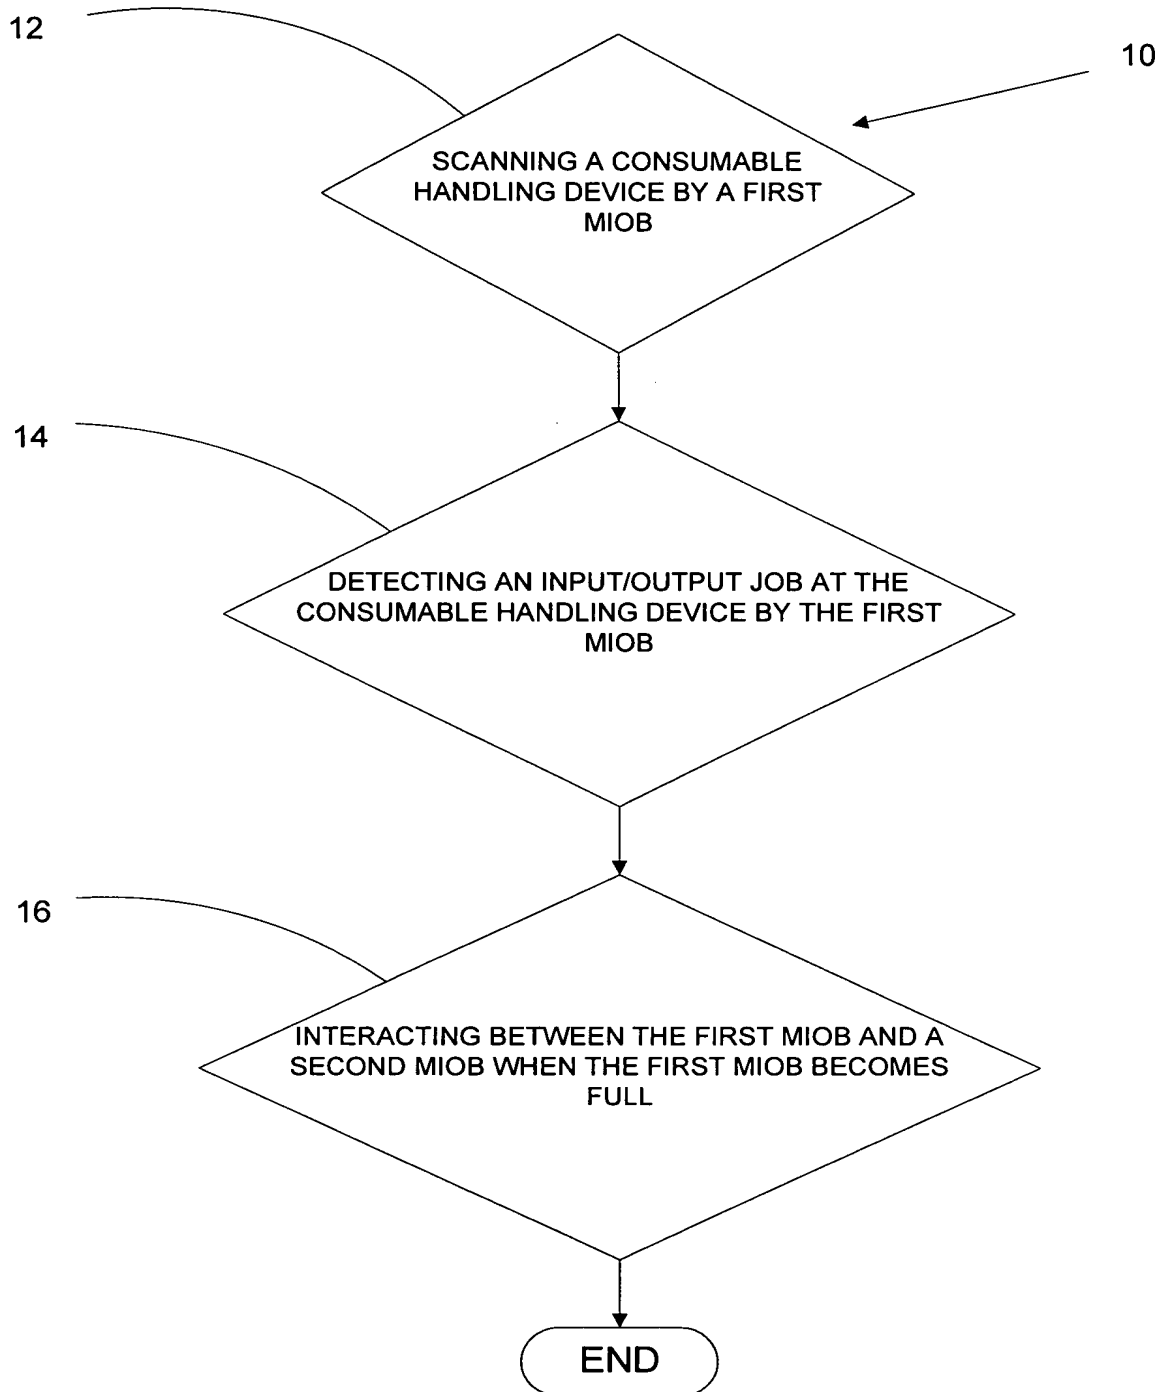 12
10
SCANNING A CONSUMABLE
HANDLING DEVICE BY A FIRST
MIOB
14
DETECTING AN INPUT/OUTPUT JOB AT THE
CONSUMABLE HANDLING DEVICE BY THE FIRST
MIOB
16
INTERACTING BETWEEN THE FIRST MIOB AND A
SECOND MIOB WHEN THE FIRST MIOB BECOMES
FULL
END